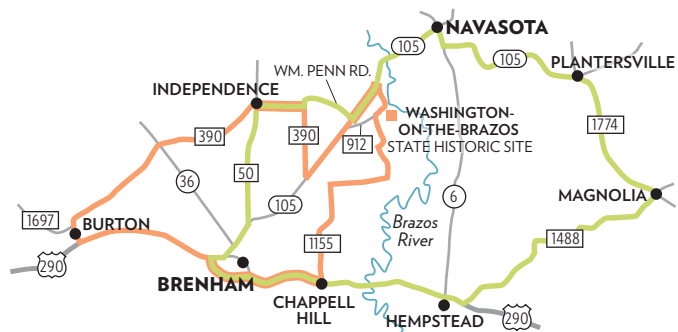 NAVASOTA
105
105
PLANTERSVILLE
WM. PENN RD.
INDEPENDENCE
WASHINGTON-
ON-THE-BRAZOS
STATE HISTORIC SITE
390
390
912
1774
36
50
105
6
MAGNOLIA
1697
BURTON
Brazos
River
1155
1488
290
BRENHAM
CHAPPELL
HILL
HEMPSTEAD
290